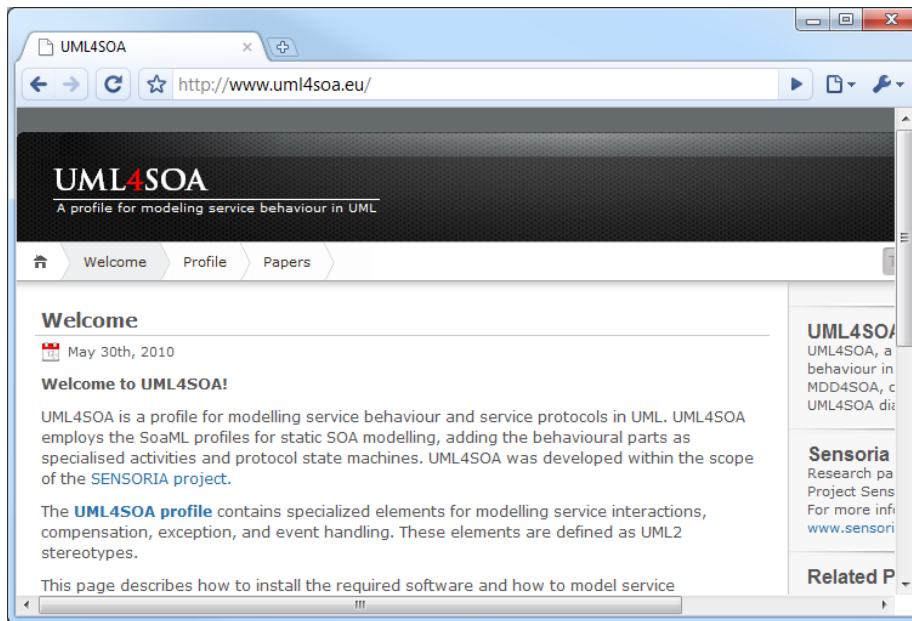 UML4SOA
http://www.uml4soa.eu/
UML4SOA
A profile for modeling service behaviour in UML
Welcome Profile Papers
Welcome
May 30th, 2010
Welcome to UML4SOA!
UML4SOA is a profile for modelling service behaviour and service protocols in UML. UML4SOA
employs the SoaML profiles for static SOA modelling, adding the behavioural parts as
specialised activities and protocol state machines. UML4SOA was developed within the scope
of the SENSORIA project.
The UML4SOA profile contains specialized elements for modelling service interactions,
compensation, exception, and event handling. These elements are defined as UML2
stereotypes.
This page describes how to install the required software and how to model service
UML4SOA
UML4SOA, a
behaviour in
MDD4SOA, c
UML4SOA dia
Sensoria
Research pa
Project Sens
For more info
www.sensori
Related P